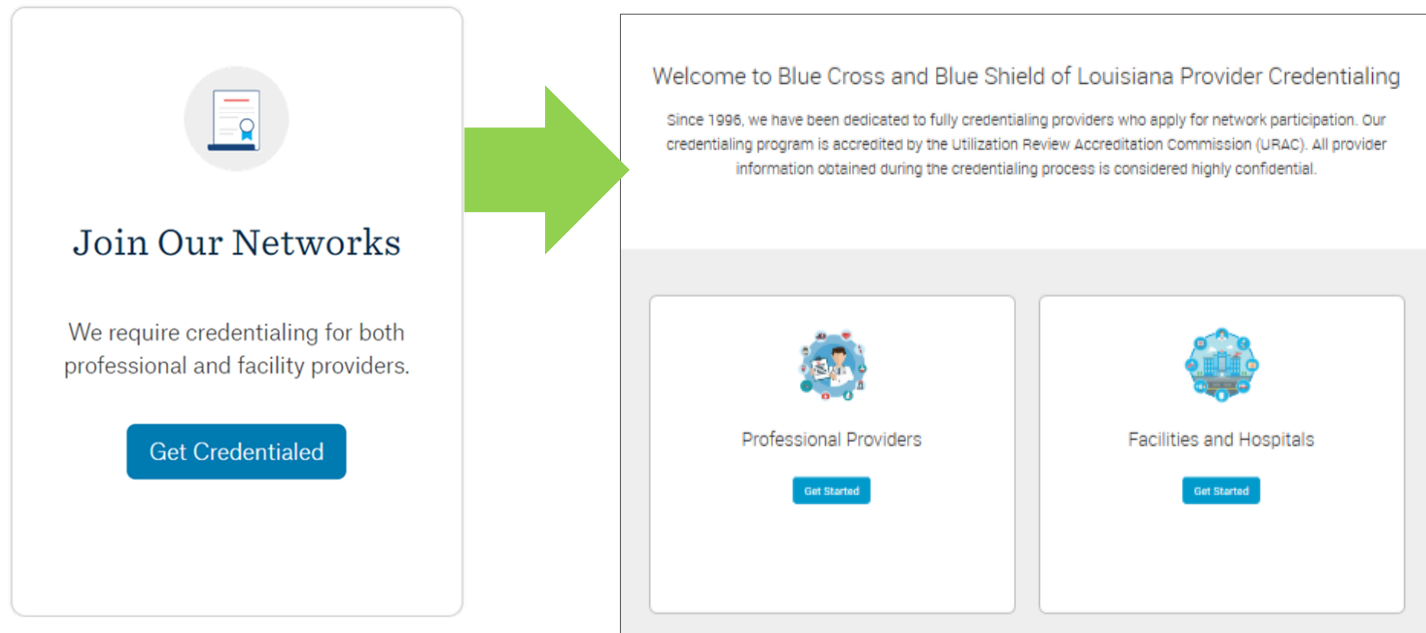 Join Our Networks
We require credentialing for both
professional and facility providers.
Get Credentialed
Welcome to Blue Cross and Blue Shield of Louisiana Provider Credentialing
Since 1996, we have been dedicated to fully credentialing providers who apply for network participation. Our
credentialing program is accredited by the Utilization Review Accreditation Commission (URAC). All provider
information obtained during the credentialing process is considered highly confidential.
Professional Providers
Get Started
Facilities and Hospitals
Get Started